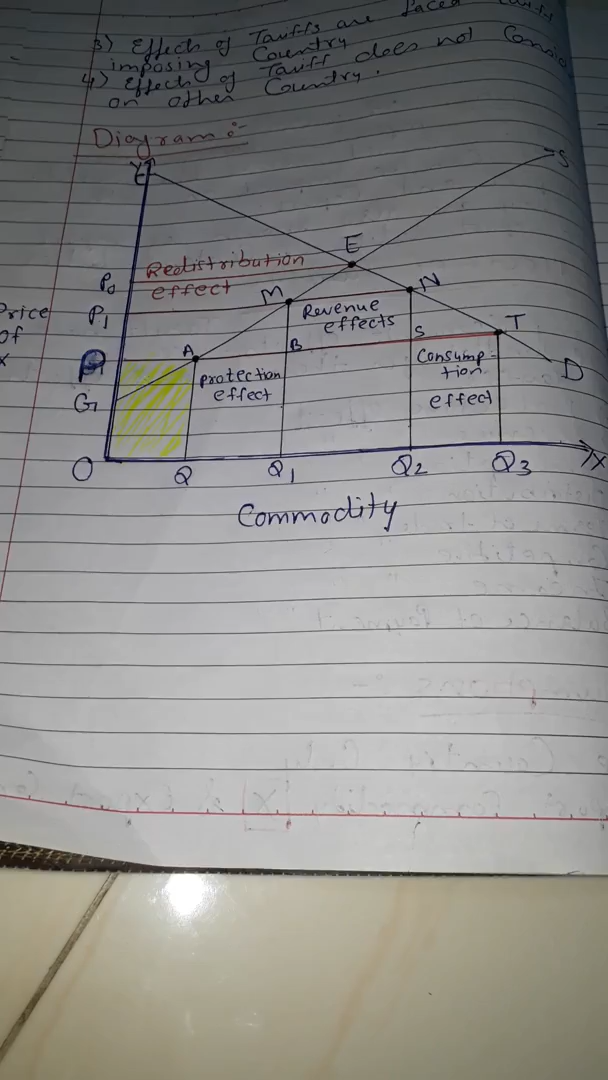 3) Effects of Tariffs are faced
imposing Country
4) Effects of Tariff does not
on other Country.
Diagram :-
Y
S
E
Redistribution
effect
P0
M
N
Revenue
effects
Price
of
X
P1
T
A
B
S
P
protection
effect
Consump-
tion
effect
D
G
O
Q
Q1
Q2
Q3
X
Commodity